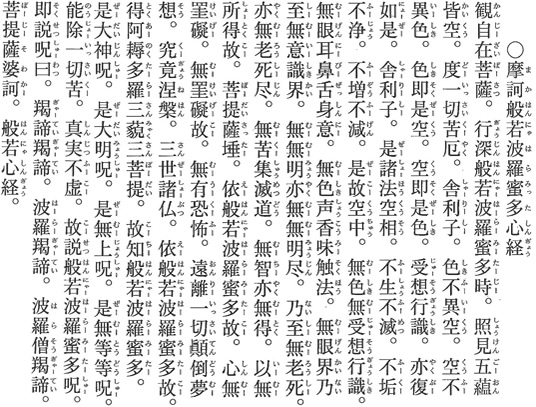 〇摩訶般若波羅蜜多心経
観自在菩薩。行深般若波羅蜜多時。照見五蘊
皆空。度一切苦厄。舎利子。色不異空。空不
異色。色即是空。空即是色。受想行識。亦復
如是。舎利子。是諸法空相。不生不滅。不垢
不浄。不増不減。是故空中。無色無受想行識。
無眼耳鼻舌身意。無色声香味触法。無眼界乃
至無意識界。無無明亦無無明尽。乃至無老死。
亦無老死尽。無苦集滅道。無智亦無得。以無
所得故。菩提薩埵。依般若波羅蜜多故。心無
罣礙。無罣礙故。無有恐怖。遠離一切顛倒夢
想。究竟涅槃。三世諸仏。依般若波羅蜜多故。
得阿耨多羅三藐三菩提。故知般若波羅蜜多。
是大神呪。是大明呪。是無上呪。是無等等呪。
能除一切苦。真実不虚。故説般若波羅蜜多呪。
即説呪曰。羯諦羯諦。波羅羯諦。波羅僧羯諦。
菩提薩婆訶。般若心経。